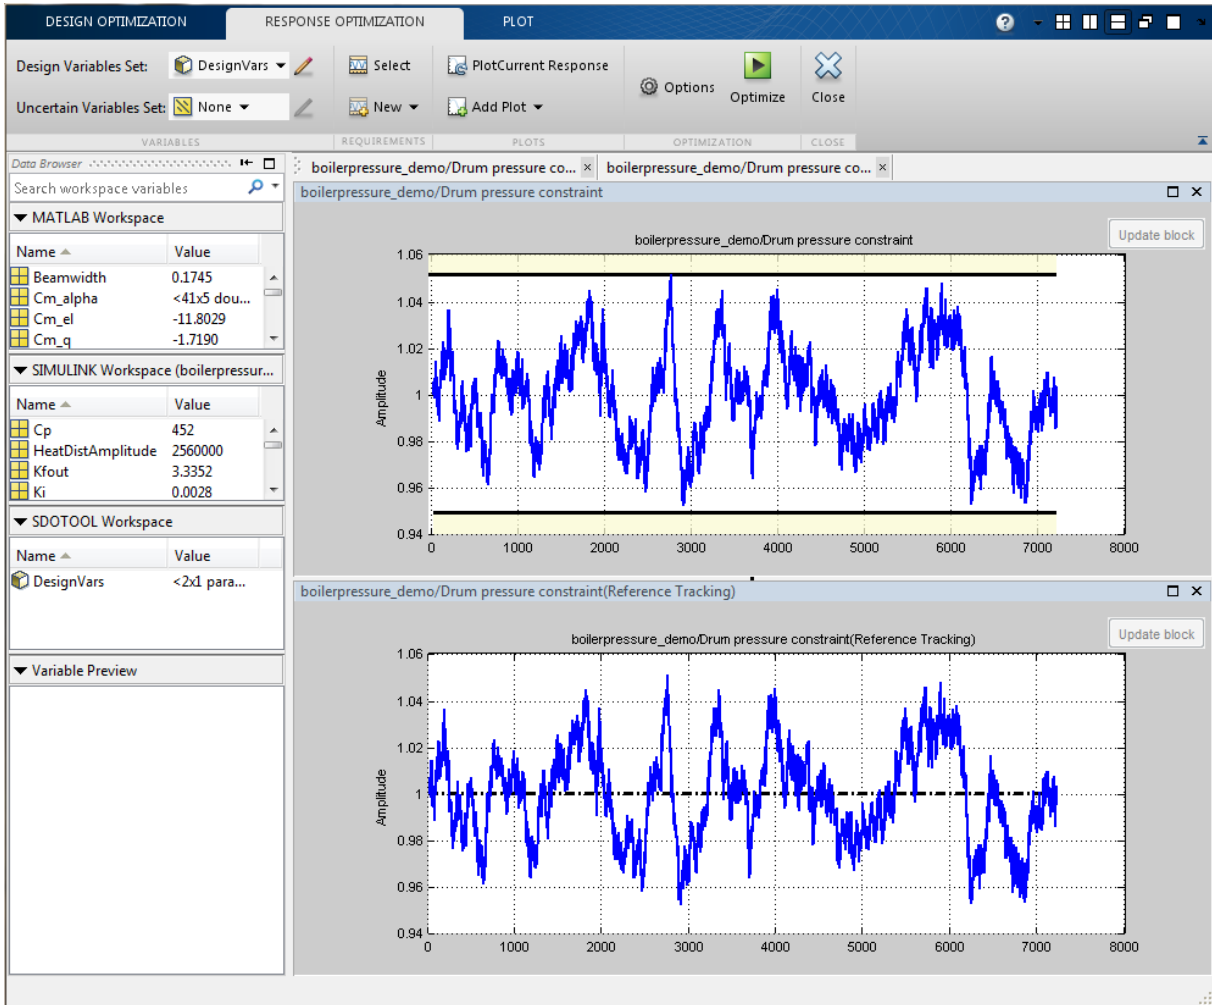 DESIGN OPTIMIZATION RESPONSE OPTIMIZATION PLOT ?
Design Variables Set: DesignVars Select PlotCurrent Response
Options Optimize Close
Uncertain Variables Set: None New Add Plot
VARIABLES REQUIREMENTS PLOTS OPTIMIZATION CLOSE
Data Browser
Search workspace variables
MATLAB Workspace
Name Value
Beamwidth 0.1745
Cm_alpha <41x5 dou...
Cm_el -11.8029
Cm_q -1.7190
SIMULINK Workspace (boilerpressur...
Name Value
Cp 452
HeatDistAmplitude 2560000
Kfout 3.3352
Ki 0.0028
SDOTOOL Workspace
Name Value
DesignVars <2x1 para...
Variable Preview
boilerpressure_demo/Drum pressure co... × boilerpressure_demo/Drum pressure co... ×
boilerpressure_demo/Drum pressure constraint
Update block
boilerpressure_demo/Drum pressure constraint
1.06
1.04
1.02
1
0.98
0.96
0.94
Amplitude
0 1000 2000 3000 4000 5000 6000 7000 8000
boilerpressure_demo/Drum pressure constraint(Reference Tracking)
Update block
boilerpressure_demo/Drum pressure constraint(Reference Tracking)
1.06
1.04
1.02
1
0.98
0.96
0.94
Amplitude
0 1000 2000 3000 4000 5000 6000 7000 8000